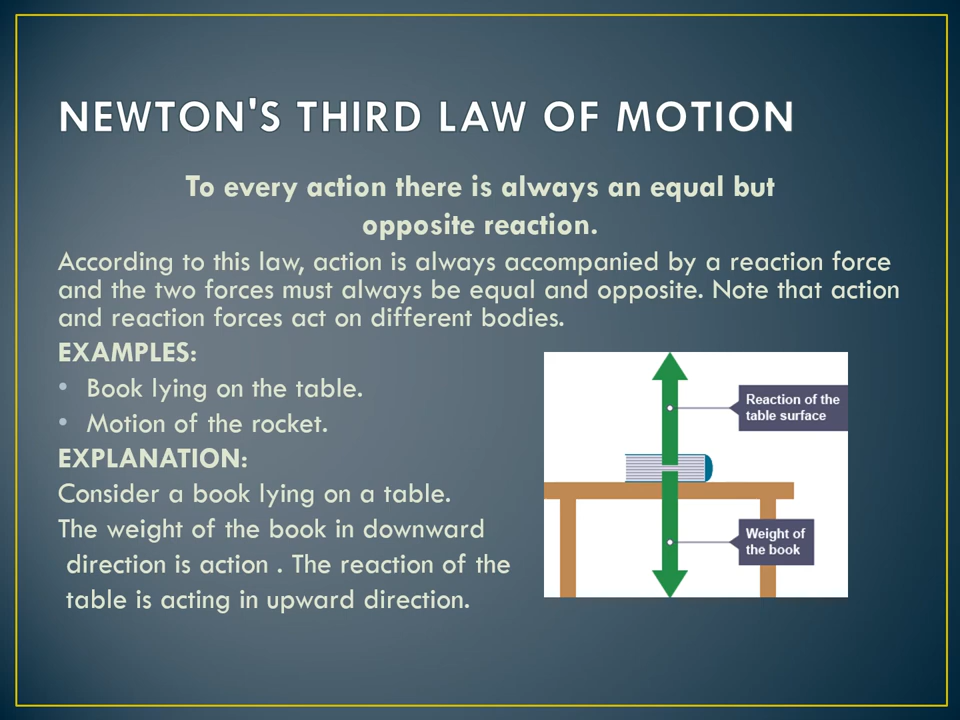 NEWTON'S THIRD LAW OF MOTION
To every action there is always an equal but
opposite reaction.
According to this law, action is always accompanied by a reaction force
and the two forces must always be equal and opposite. Note that action
and reaction forces act on different bodies.
EXAMPLES:
• Book lying on the table.
• Motion of the rocket.
EXPLANATION:
Consider a book lying on a table.
The weight of the book in downward
direction is action . The reaction of the
table is acting in upward direction.
Reaction of the
table surface
Weight of
the book